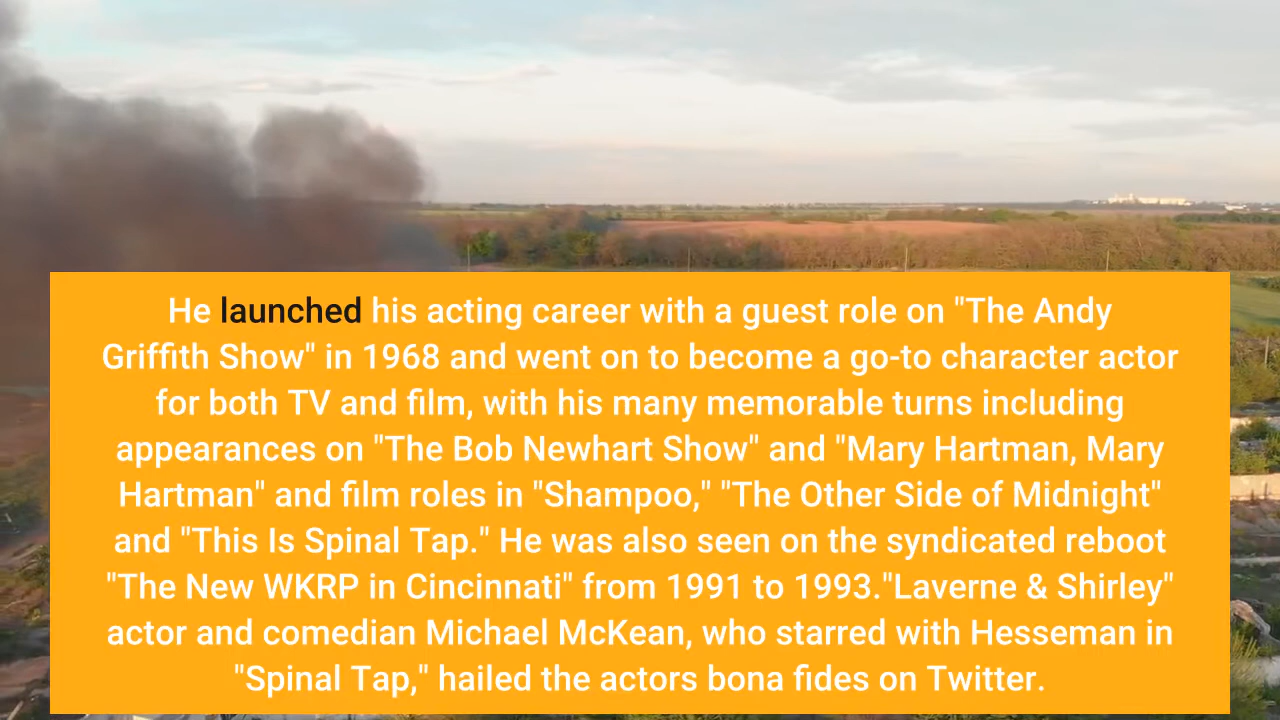 He launched his acting career with a guest role on "The Andy
Griffith Show" in 1968 and went on to become a go-to character actor
for both TV and film, with his many memorable turns including
appearances on "The Bob Newhart Show" and "Mary Hartman, Mary
Hartman" and film roles in "Shampoo," "The Other Side of Midnight"
and "This Is Spinal Tap." He was also seen on the syndicated reboot
"The New WKRP in Cincinnati" from 1991 to 1993."Laverne & Shirley"
actor and comedian Michael McKean, who starred with Hesseman in
"Spinal Tap," hailed the actors bona fides on Twitter.